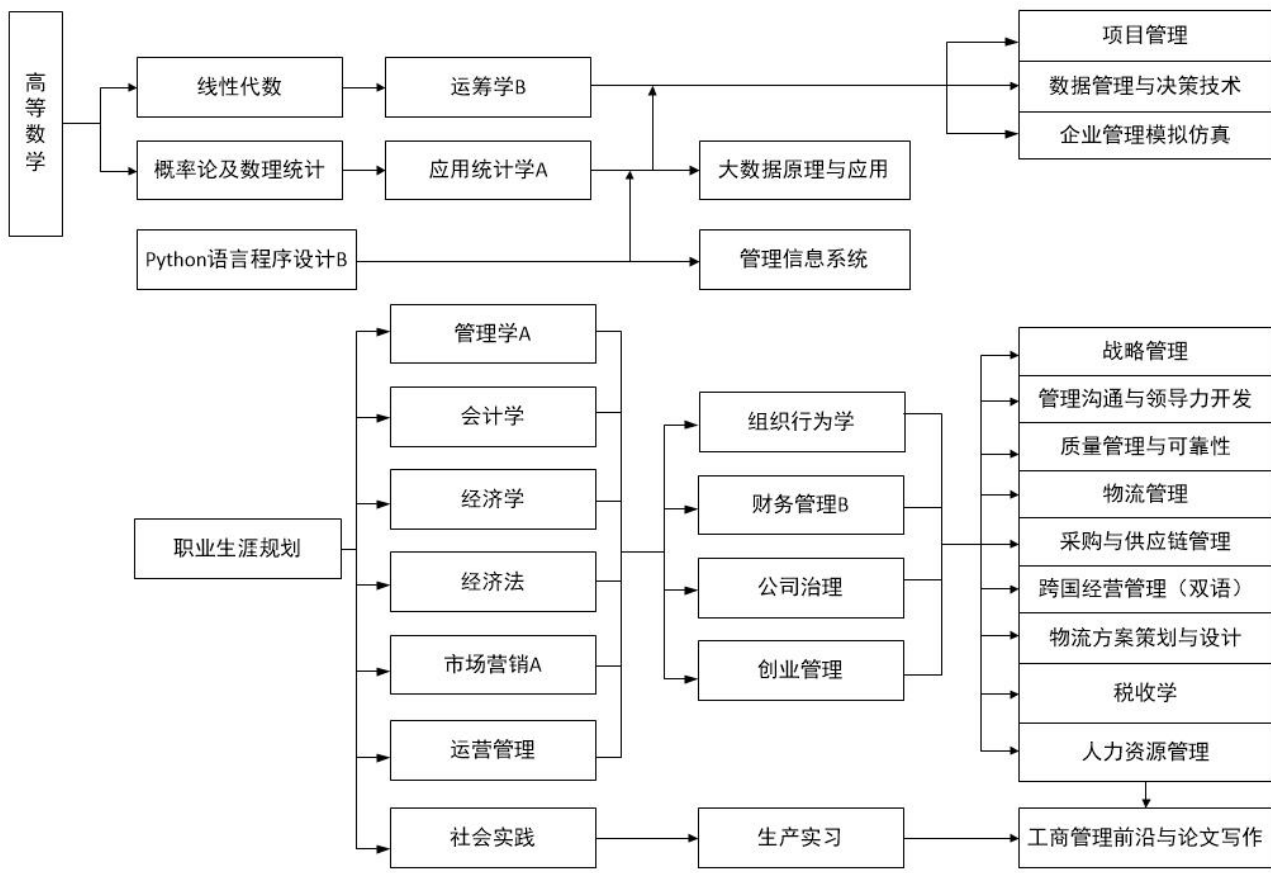 高等数学
线性代数
运筹学B
项目管理
数据管理与决策技术
企业管理模拟仿真
概率论及数理统计
应用统计学A
大数据原理与应用
Python语言程序设计B
管理信息系统
职业生涯规划
管理学A
会计学
经济学
经济法
市场营销A
运营管理
社会实践
组织行为学
财务管理B
公司治理
创业管理
生产实习
战略管理
管理沟通与领导力开发
质量管理与可靠性
物流管理
采购与供应链管理
跨国经营管理（双语）
物流方案策划与设计
税收学
人力资源管理
工商管理前沿与论文写作